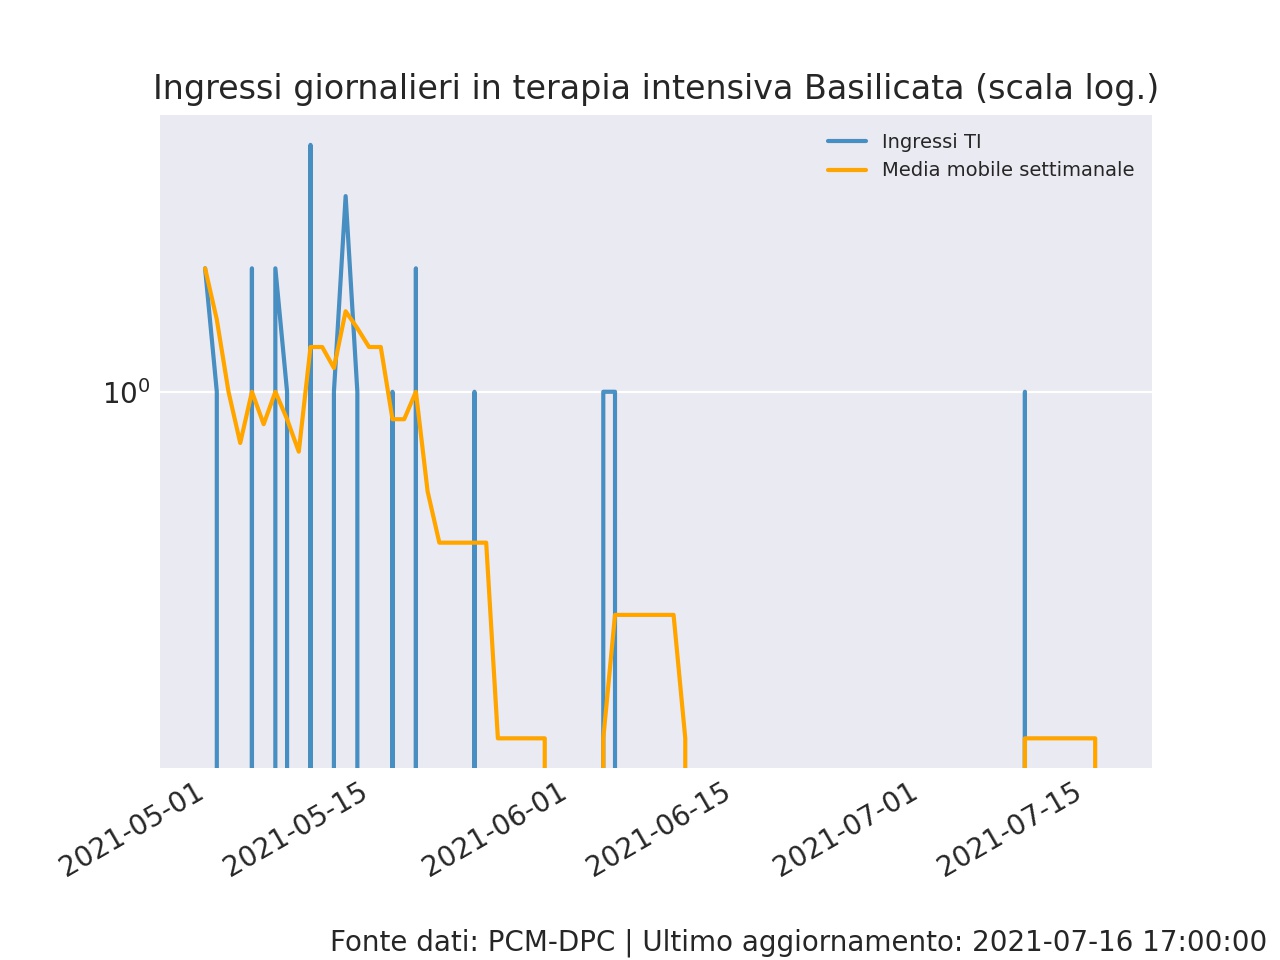 Ingressi giornalieri in terapia intensiva Basilicata (scala log.)
Ingressi TI
Media mobile settimanale
10⁰
2021-05-01
2021-05-15
2021-06-01
2021-06-15
2021-07-01
2021-07-15
Fonte dati: PCM-DPC | Ultimo aggiornamento: 2021-07-16 17:00:00